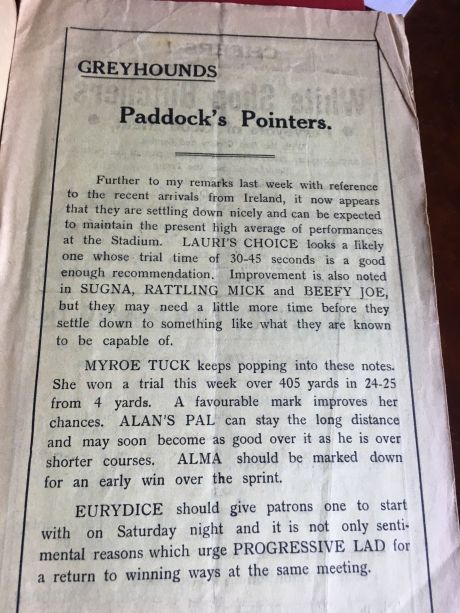 GREYHOUNDS
Paddock's Pointers.
Further to my remarks last week with reference
to the recent arrivals from Ireland, it now appears
that they are settling down nicely and can be expected
to maintain the present high average of performances
at the Stadium. LAURI'S CHOICE looks a likely
one whose trial time of 30-45 seconds is a good
enough recommendation. Improvement is also noted
in SUGNA, RATTLING MICK and BEEFY JOE,
but they may need a little more time before they
settle down to something like what they are known
to be capable of.
MYROE TUCK keeps popping into these notes.
She won a trial this week over 405 yards in 24-25
from 4 yards. A favourable mark improves her
chances. ALAN'S PAL can stay the long distance
and may soon become as good over it as he is over
shorter courses. ALMA should be marked down
for an early win over the sprint.
EURYDICE should give patrons one to start
with on Saturday night and it is not only senti-
mental reasons which urge PROGRESSIVE LAD for
a return to winning ways at the same meeting.